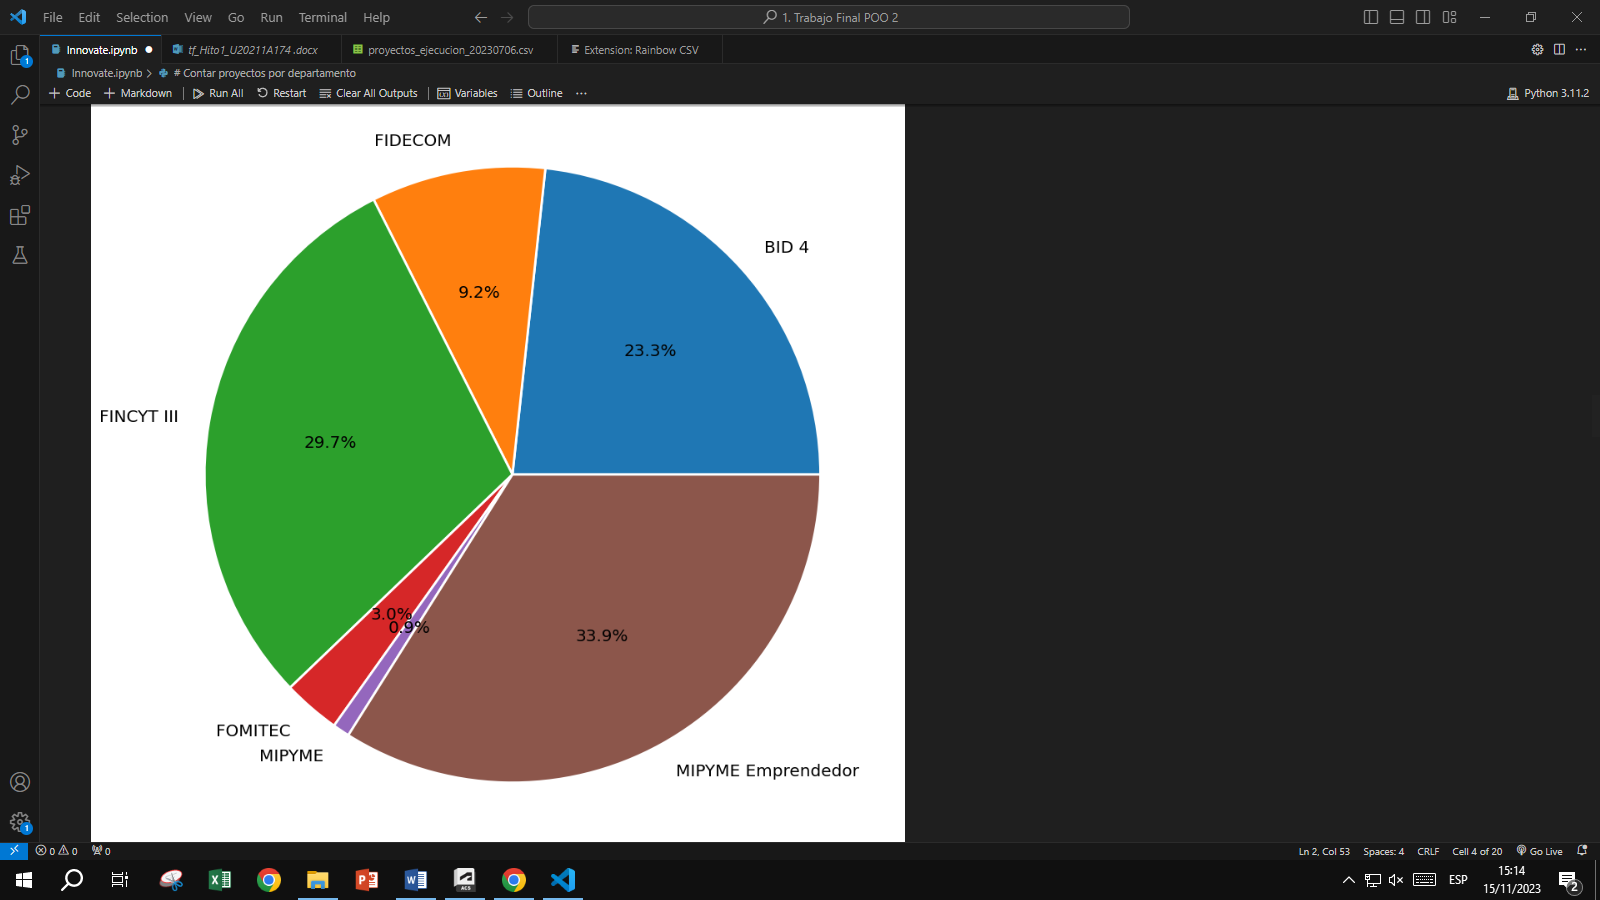 File Edit Selection View Go Run Terminal Help
1. Trabajo Final POO 2
Innovate.ipynb
tf_Hito1_U20211A174 .docx
proyectos_ejecucion_20230706.csv
Extension: Rainbow CSV
Innovate.ipynb > # Contar proyectos por departamento
+ Code + Markdown | Run All Restart Clear All Outputs | Variables Outline ...
Python 3.11.2
FIDECOM
BID 4
9.2%
23.3%
FINCYT III
29.7%
3.0%
0.9%
33.9%
FOMITEC
MIPYME
MIPYME Emprendedor
1
1
0 0 0
Ln 2, Col 53 Spaces: 4 CRLF Cell 4 of 20 Go Live
ACS
ESP
15:14
15/11/2023
2